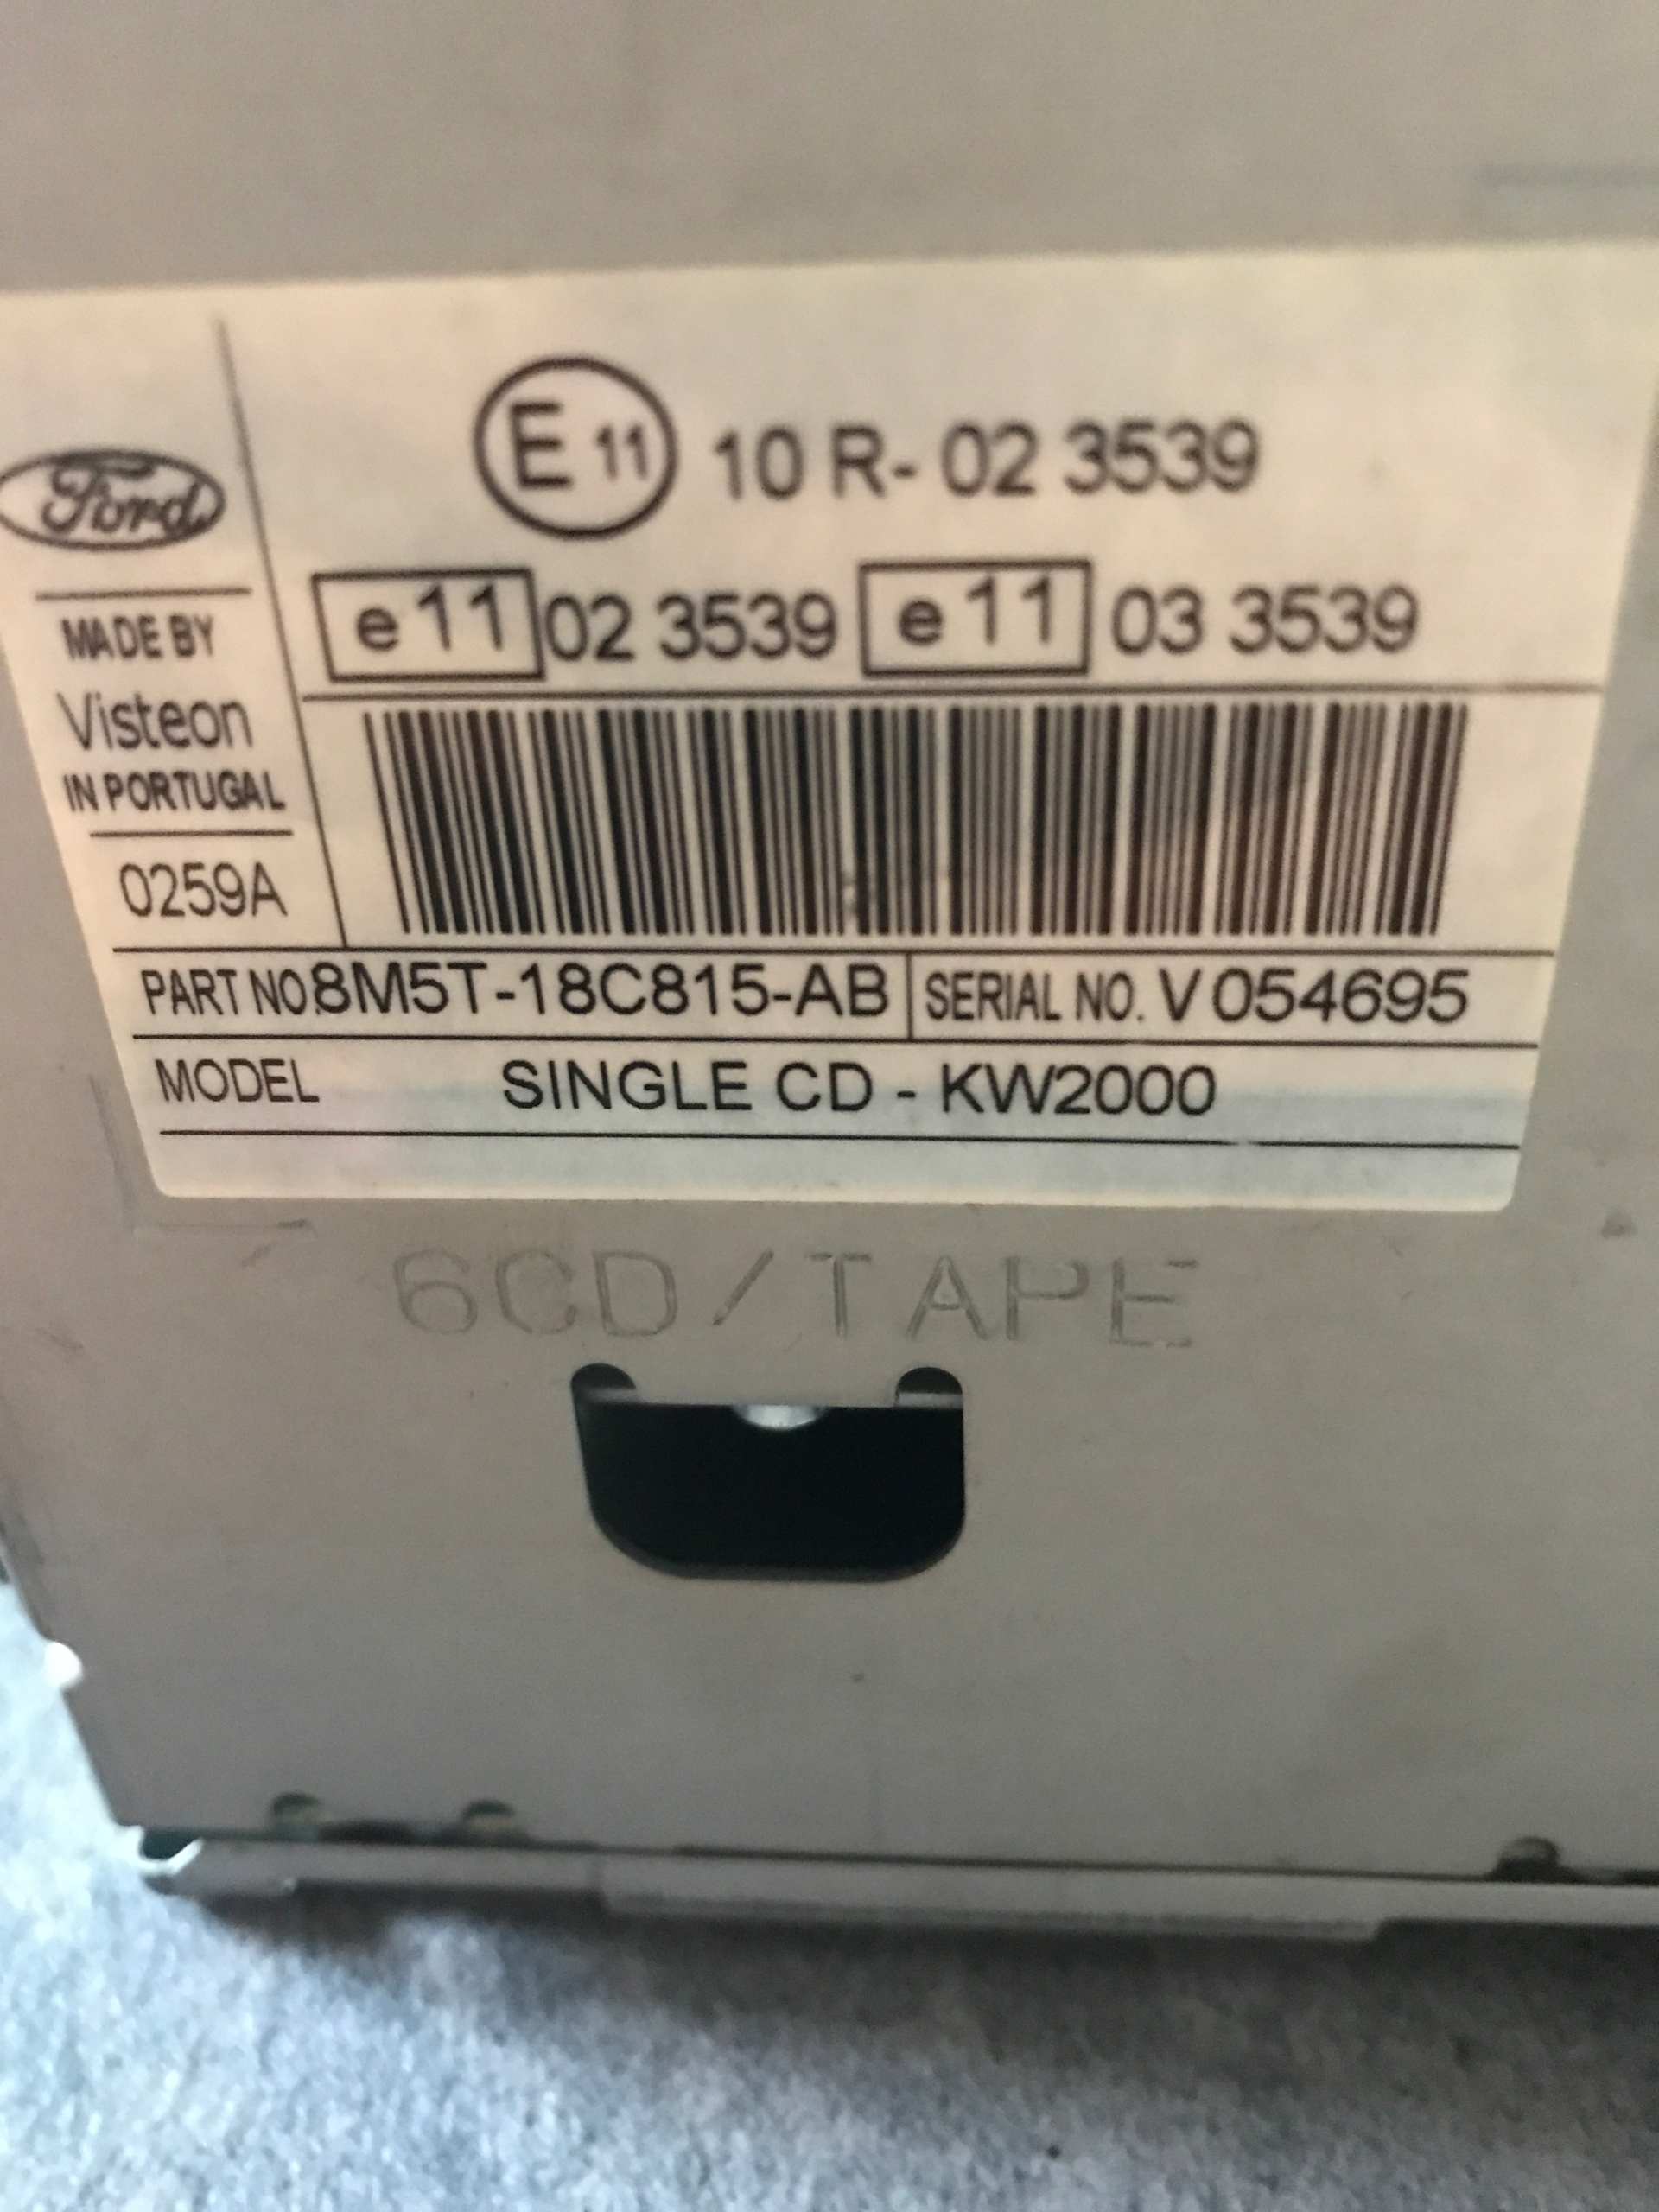 Ford
MADE BY
Visteon
IN PORTUGAL
0259A
E 11 10 R- 02 3539
e 11 02 3539 e 11 03 3539
PART NO. 8M5T-18C815-AB SERIAL NO. V 054695
MODEL SINGLE CD - KW2000
6CD/TAPE